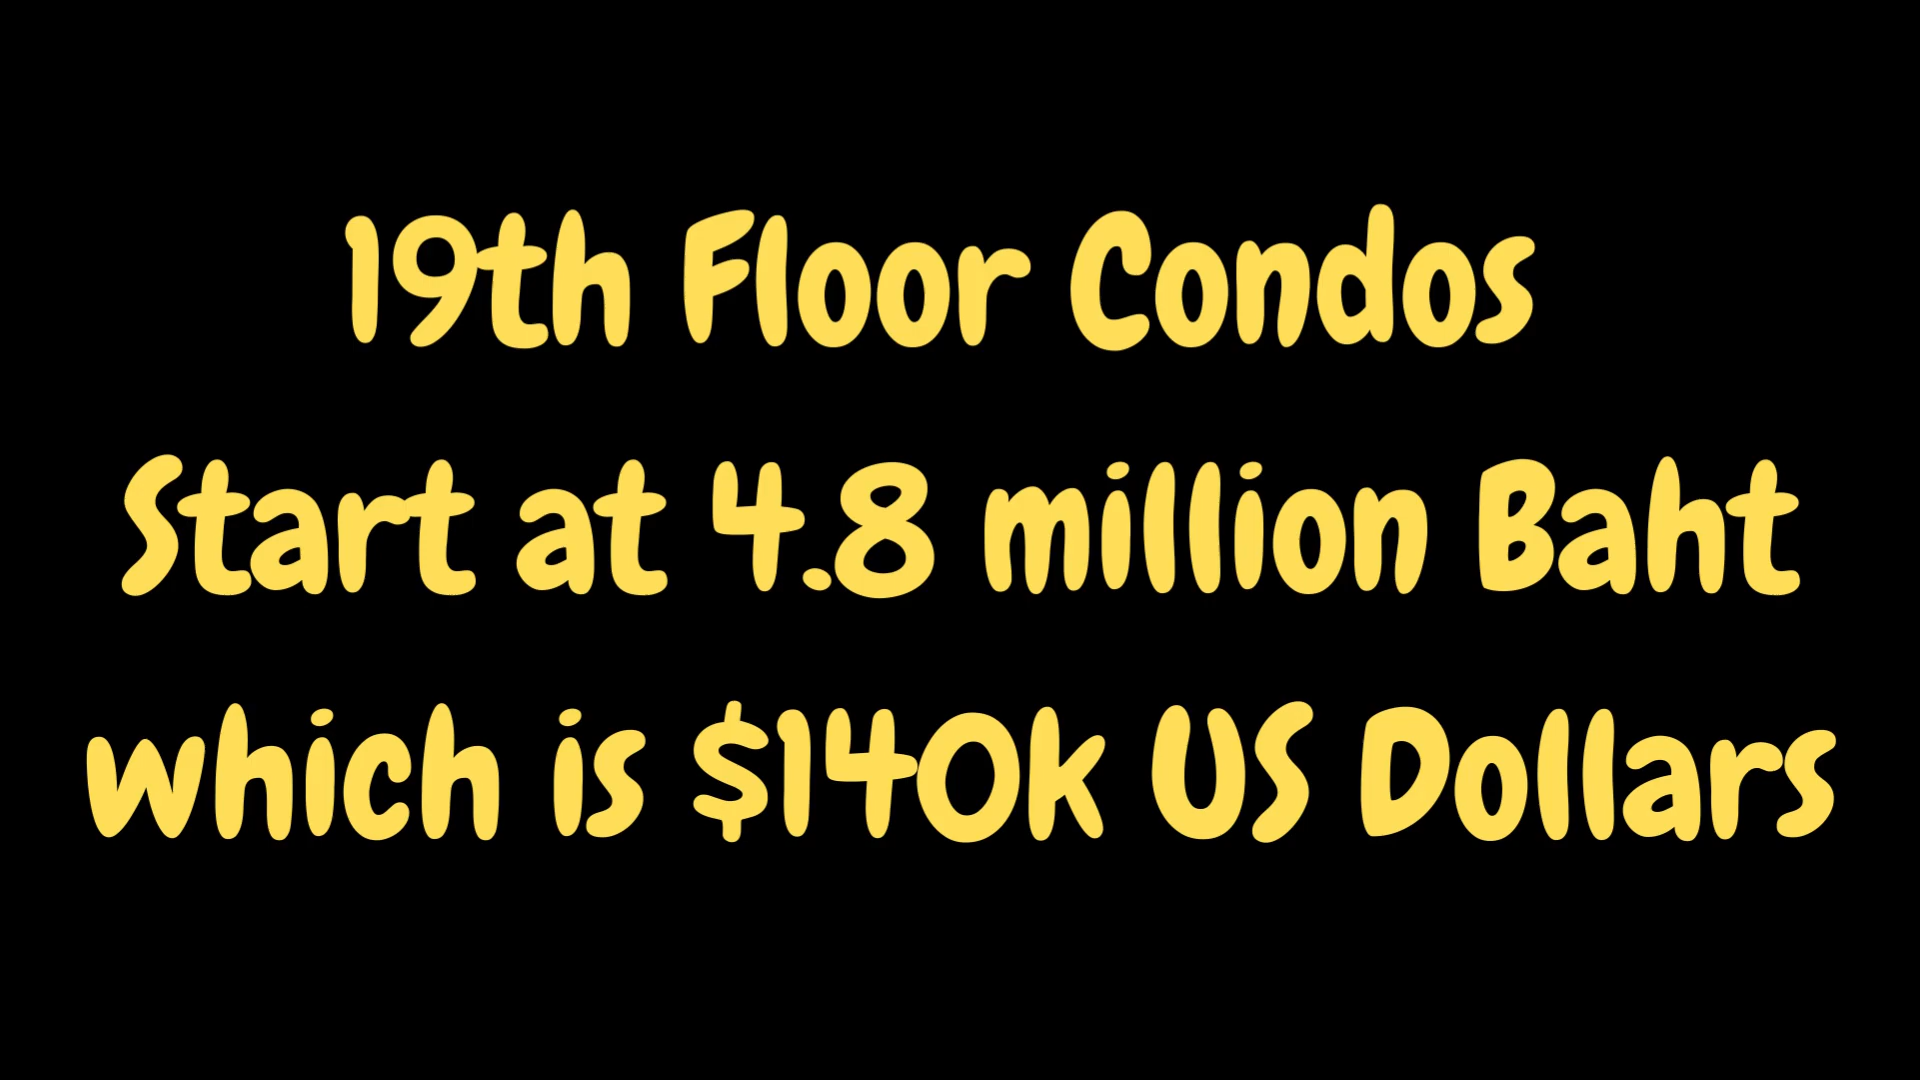 19th Floor Condos
Start at 4.8 million Baht
which is $140k US Dollars